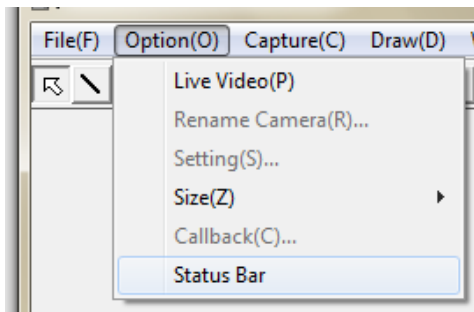 File(F) Option(O) Capture(C) Draw(D)
Live Video(P)
Rename Camera(R)...
Setting(S)...
Size(Z)
Callback(C)...
Status Bar